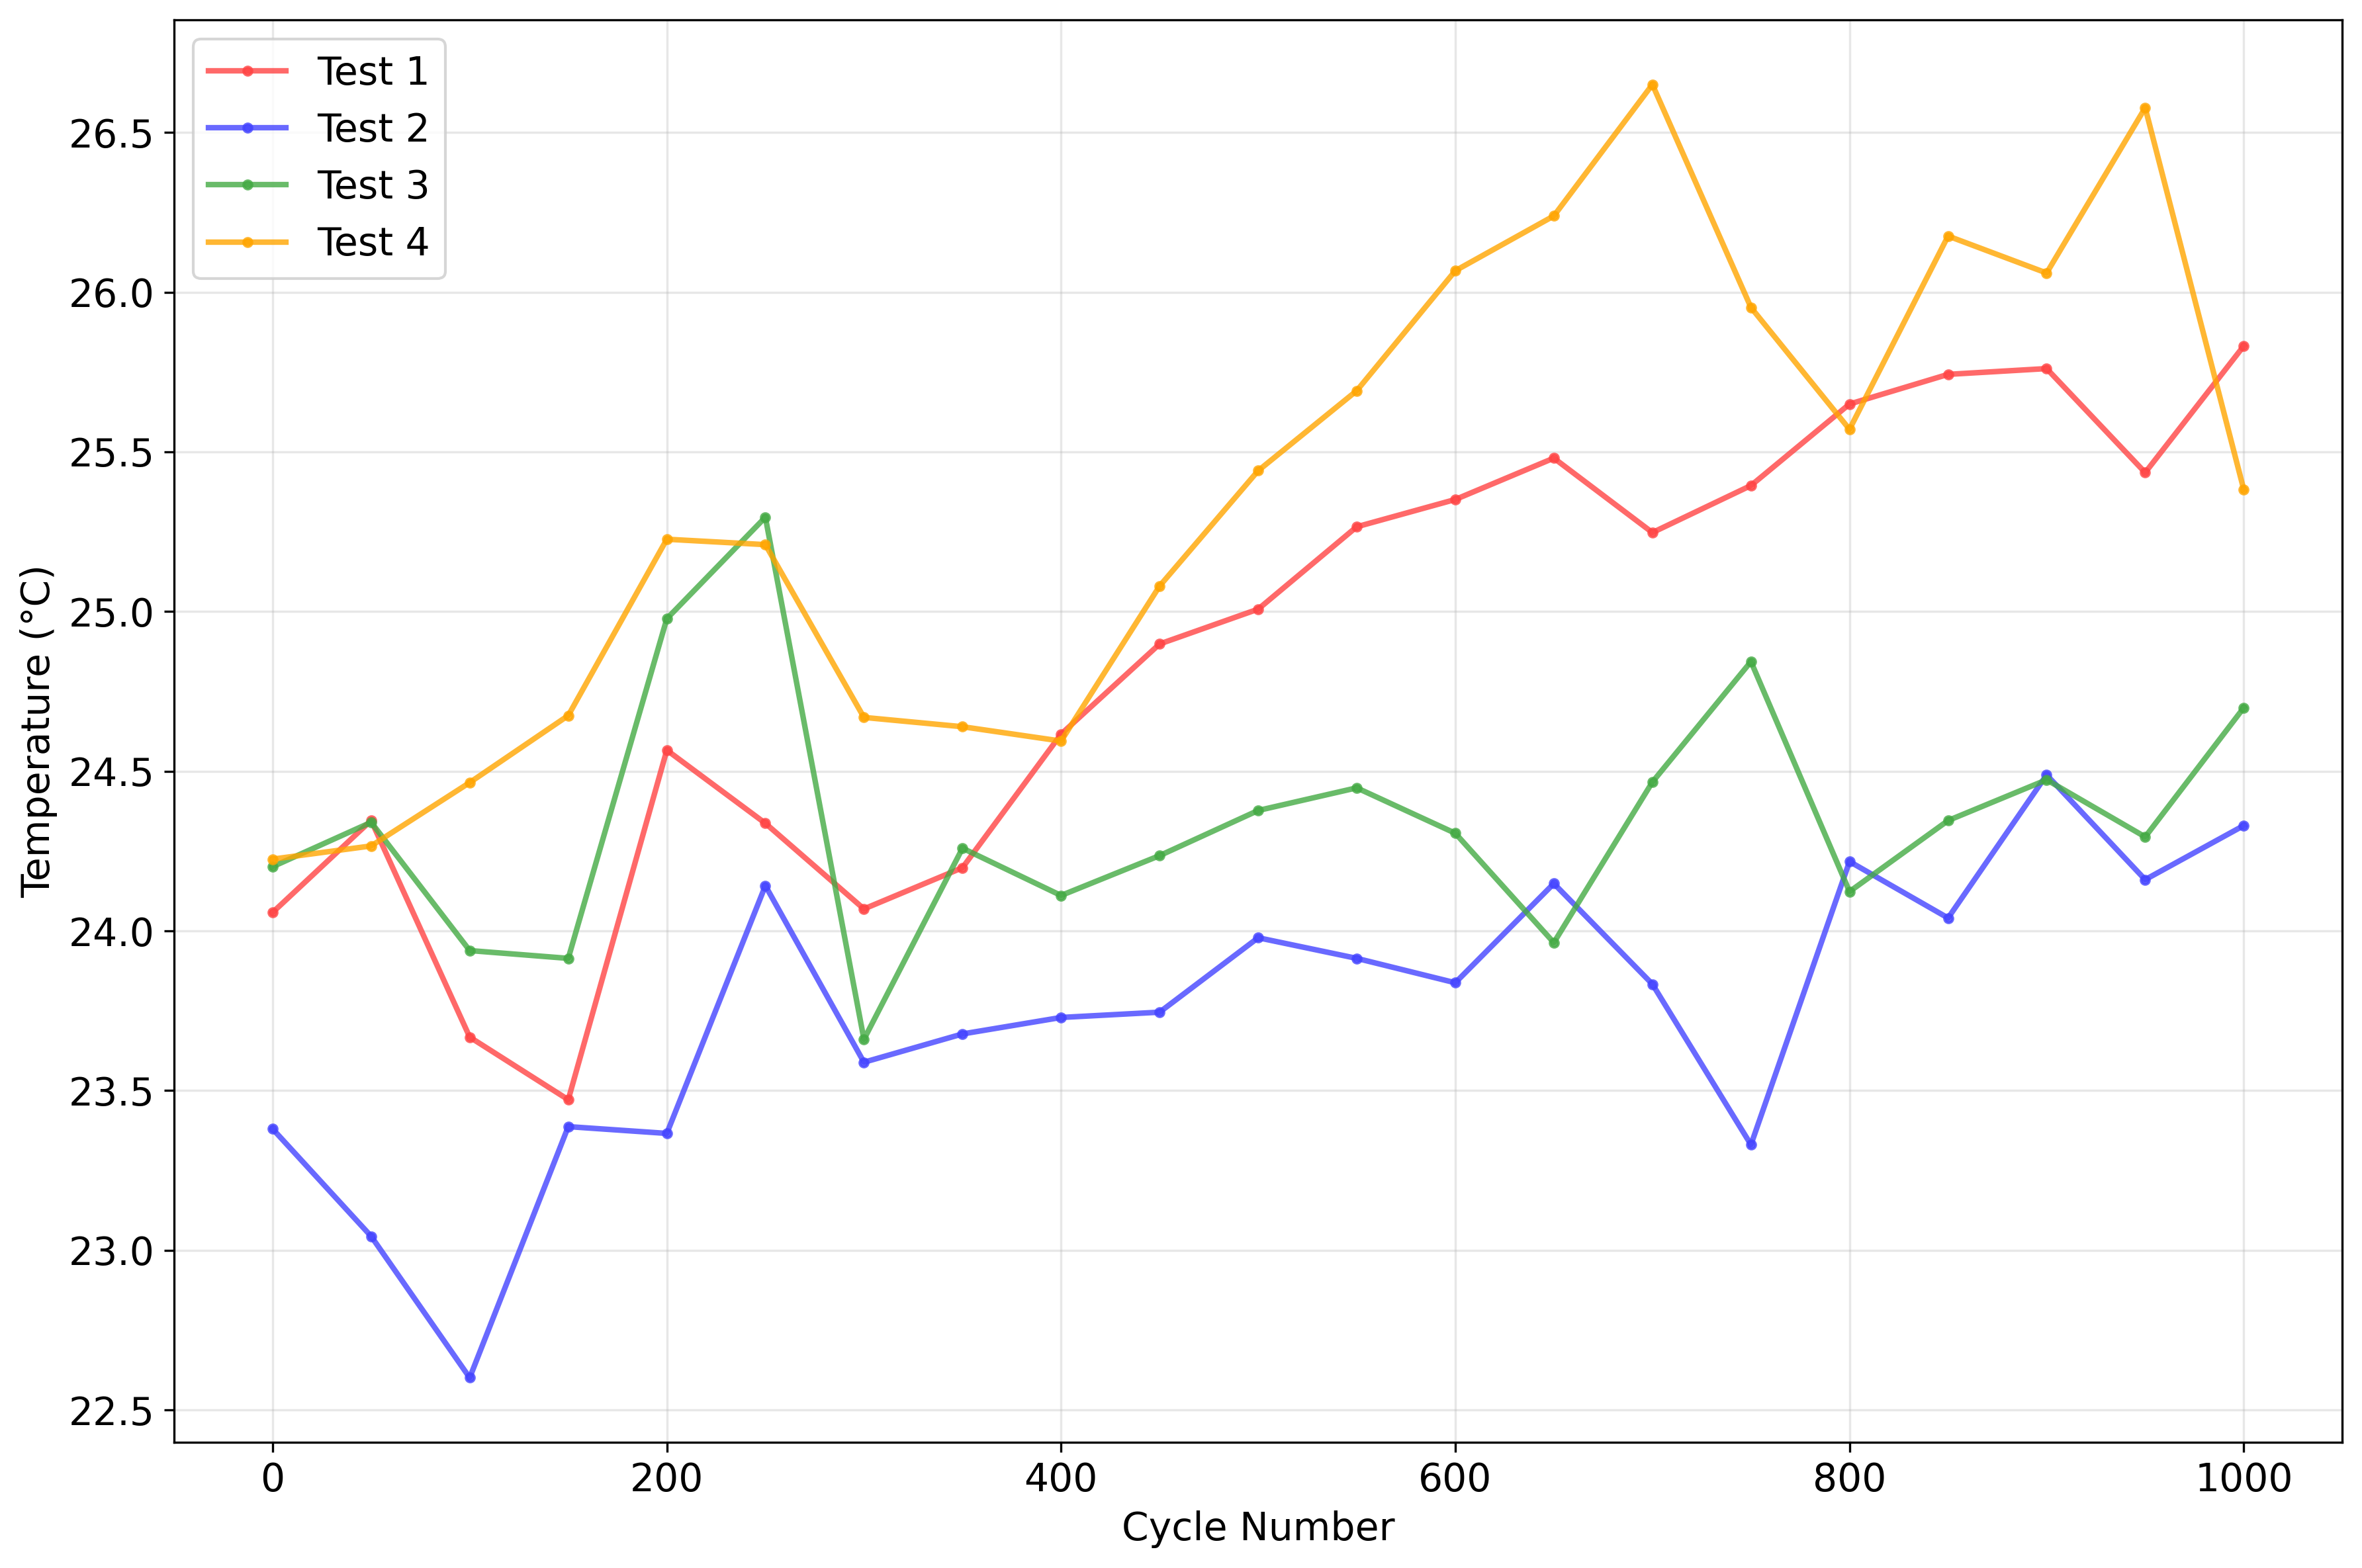 Test 1
Test 2
Test 3
Test 4
26.5
26.0
25.5
25.0
24.5
24.0
23.5
23.0
22.5
Temperature (°C)
0 200 400 600 800 1000
Cycle Number